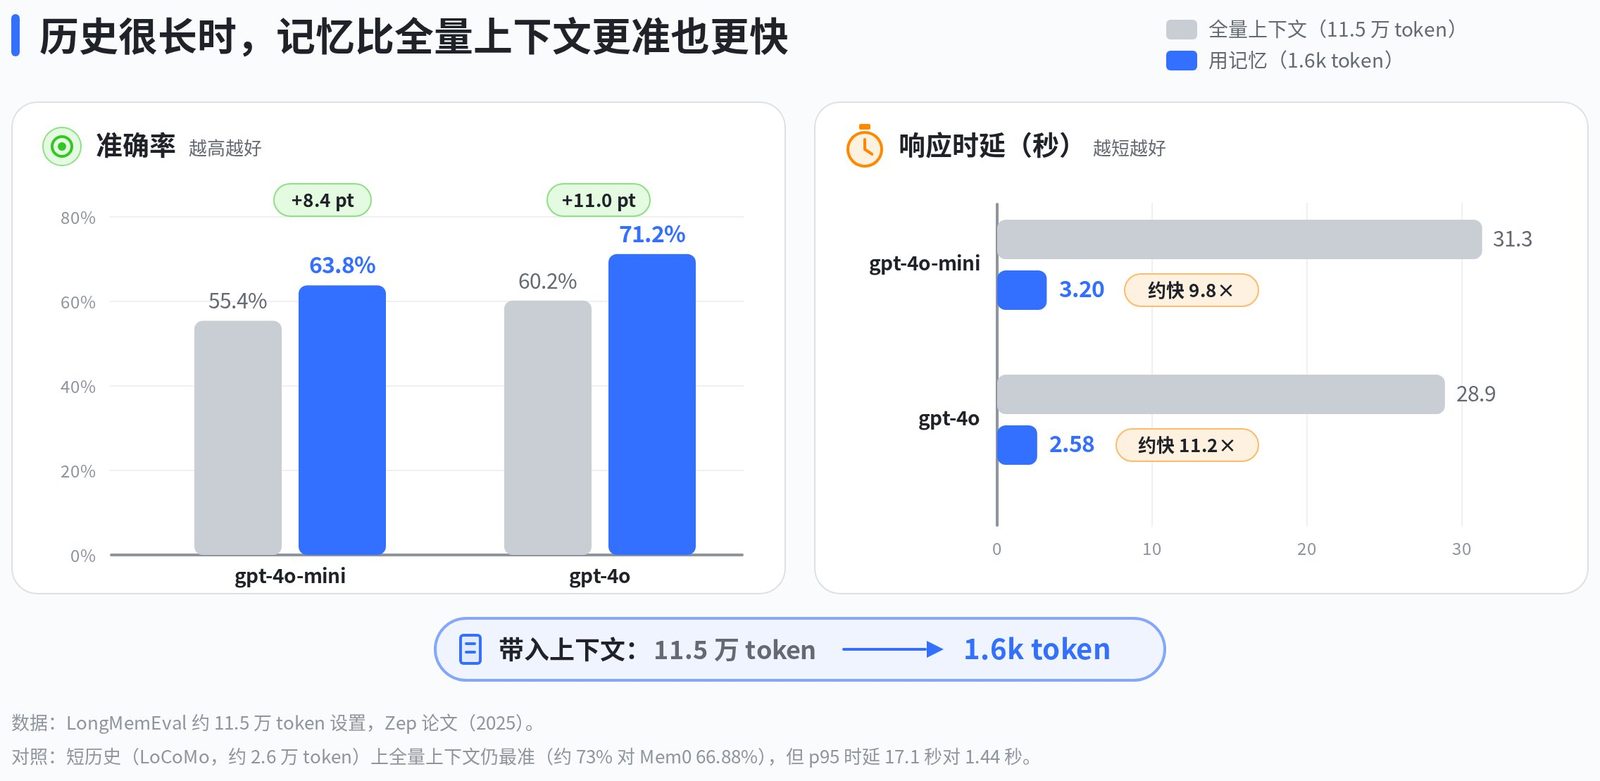 历史很长时，记忆比全量上下文更准也更快
全量上下文（11.5 万 token）
用记忆（1.6k token）
准确率 越高越好
+8.4 pt
+11.0 pt
80%
60%
40%
20%
0%
55.4%
63.8%
60.2%
71.2%
gpt-4o-mini
gpt-4o
响应时延（秒） 越短越好
gpt-4o-mini
31.3
3.20
约快 9.8×
gpt-4o
28.9
2.58
约快 11.2×
0
10
20
30
带入上下文：11.5 万 token
1.6k token
数据：LongMemEval 约 11.5 万 token 设置，Zep 论文（2025）。
对照：短历史（LoCoMo，约 2.6 万 token）上全量上下文仍最准（约 73% 对 Mem0 66.88%），但 p95 时延 17.1 秒对 1.44 秒。